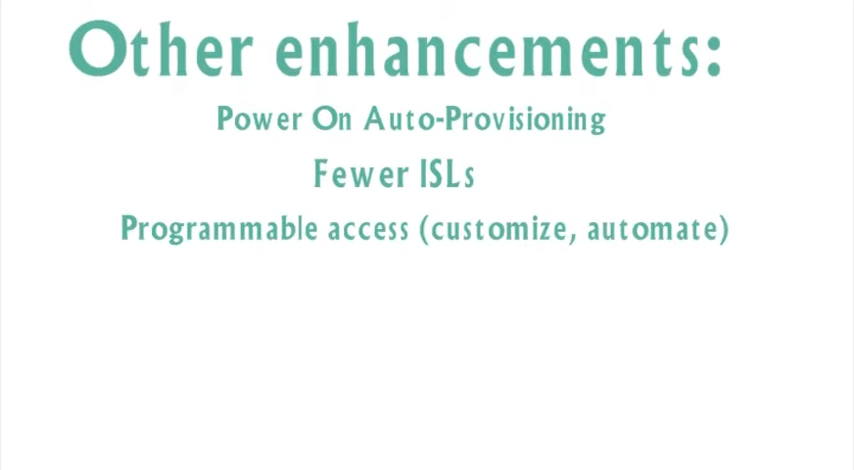 Other enhancements:
Power On Auto-Provisioning
Fewer ISLs
Programmable access (customize, automate)